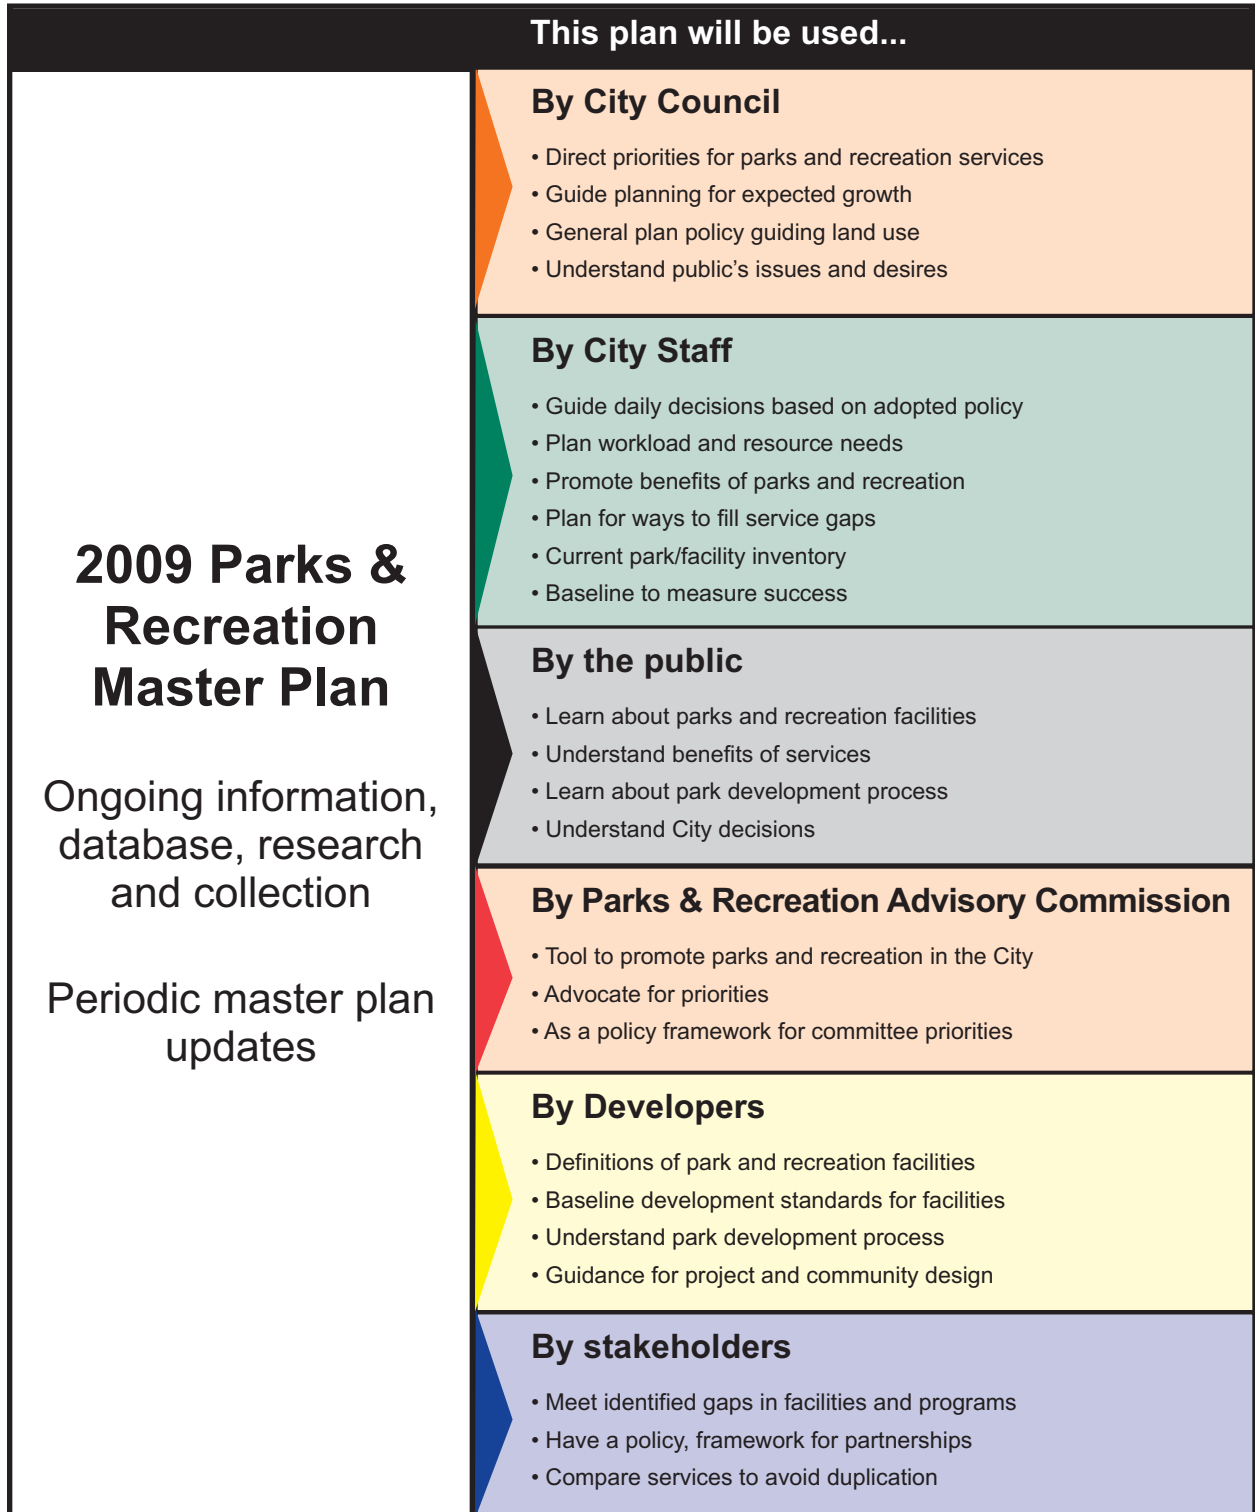 This plan will be used...
2009 Parks &
Recreation
Master Plan
Ongoing information,
database, research
and collection
Periodic master plan
updates
By City Council
• Direct priorities for parks and recreation services
• Guide planning for expected growth
• General plan policy guiding land use
• Understand public's issues and desires
By City Staff
• Guide daily decisions based on adopted policy
• Plan workload and resource needs
• Promote benefits of parks and recreation
• Plan for ways to fill service gaps
• Current park/facility inventory
• Baseline to measure success
By the public
• Learn about parks and recreation facilities
• Understand benefits of services
• Learn about park development process
• Understand City decisions
By Parks & Recreation Advisory Commission
• Tool to promote parks and recreation in the City
• Advocate for priorities
• As a policy framework for committee priorities
By Developers
• Definitions of park and recreation facilities
• Baseline development standards for facilities
• Understand park development process
• Guidance for project and community design
By stakeholders
• Meet identified gaps in facilities and programs
• Have a policy, framework for partnerships
• Compare services to avoid duplication